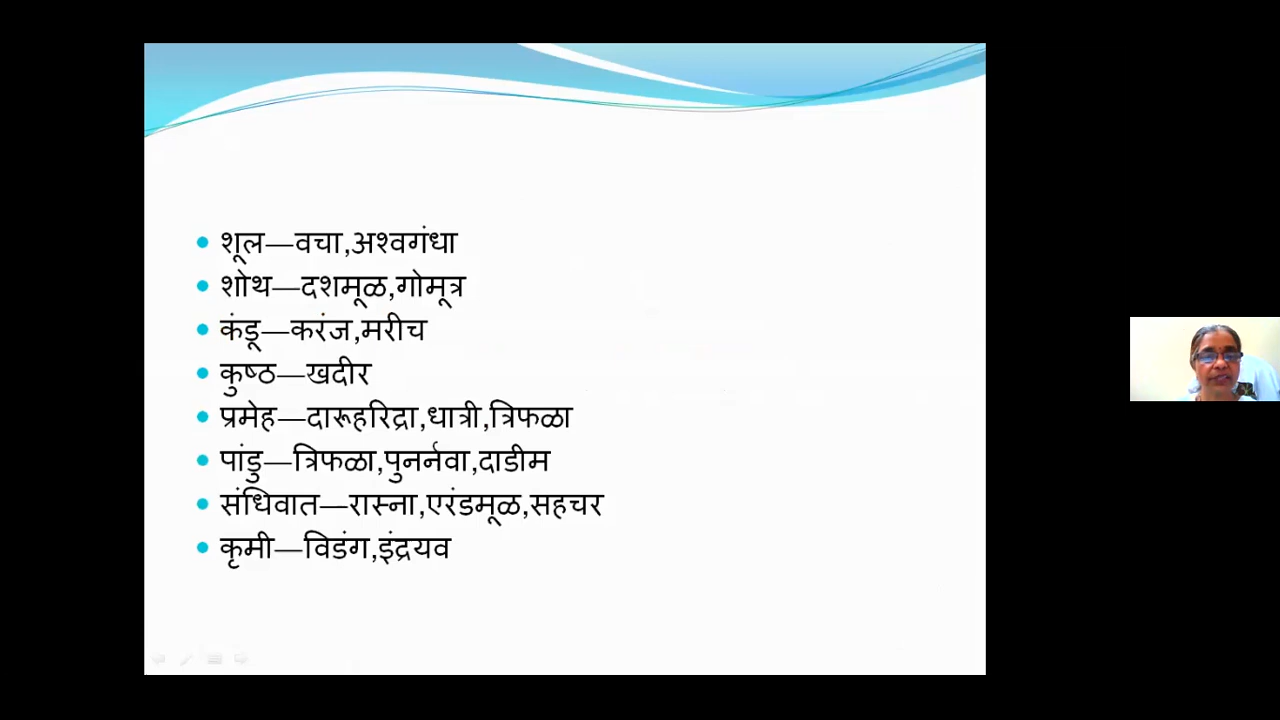 शूल—वचा,अश्वगंधा
शोथ—दशमूळ,गोमूत्र
कंडू—करंज,मरीच
कुष्ठ—खदीर
प्रमेह—दारूहरिद्रा,धात्री,त्रिफळा
पांडु—त्रिफळा,पुनर्नवा,दाडीम
संधिवात—रास्ना,एरंडमूळ,सहचर
कृमी—विडंग,इंद्रयव